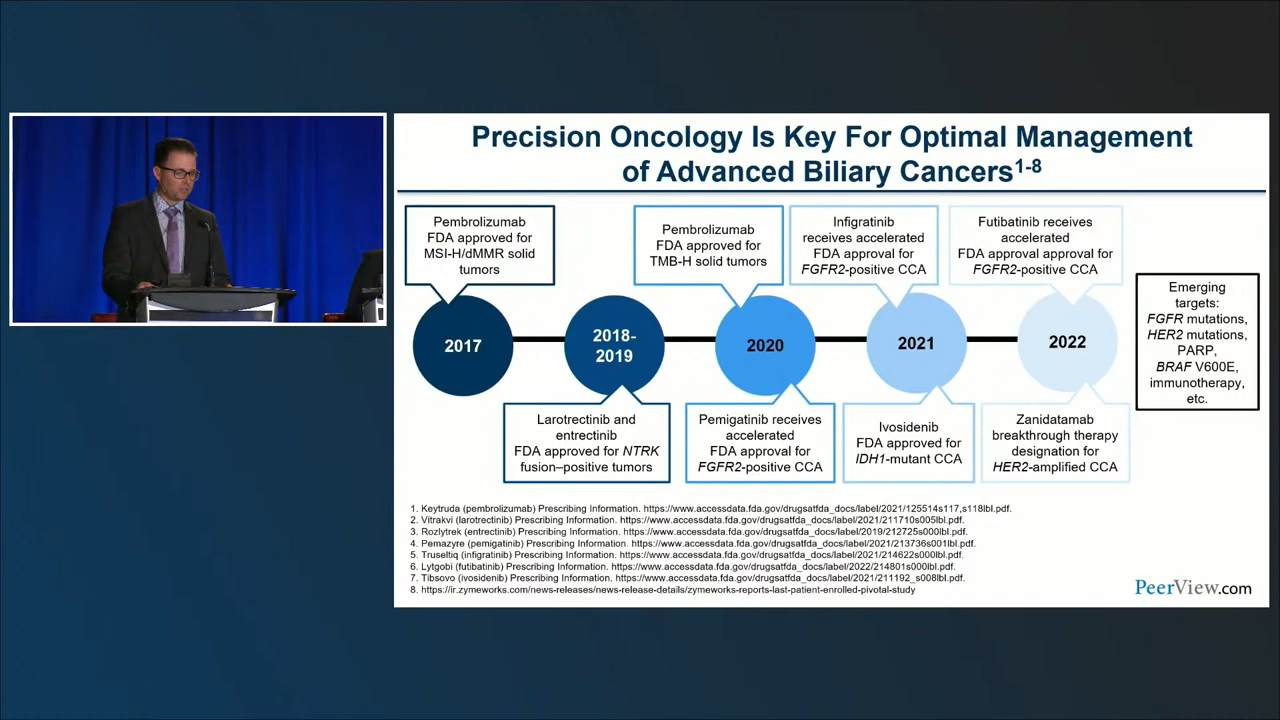 Precision Oncology Is Key For Optimal Management
of Advanced Biliary Cancers1-8
Pembrolizumab
FDA approved for
MSI-H/dMMR solid
tumors
Pembrolizumab
FDA approved for
TMB-H solid tumors
Infigratinib
receives accelerated
FDA approval for
FGFR2-positive CCA
Futibatinib receives
accelerated
FDA approval approval for
FGFR2-positive CCA
2017
2018-
2019
2020
2021
2022
Emerging
targets:
FGFR mutations,
HER2 mutations,
PARP,
BRAF V600E,
immunotherapy,
etc.
Larotrectinib and
entrectinib
FDA approved for NTRK
fusion–positive tumors
Pemigatinib receives
accelerated
FDA approval for
FGFR2-positive CCA
Ivosidenib
FDA approved for
IDH1-mutant CCA
Zanidatamab
breakthrough therapy
designation for
HER2-amplified CCA
1. Keytruda (pembrolizumab) Prescribing Information. https://www.accessdata.fda.gov/drugsatfda_docs/label/2021/125514s117,s118lbl.pdf.
2. Vitrakvi (larotrectinib) Prescribing Information. https://www.accessdata.fda.gov/drugsatfda_docs/label/2021/211710s005lbl.pdf.
3. Rozlytrek (entrectinib) Prescribing Information. https://www.accessdata.fda.gov/drugsatfda_docs/label/2019/212725s000lbl.pdf.
4. Pemazyre (pemigatinib) Prescribing Information. https://www.accessdata.fda.gov/drugsatfda_docs/label/2021/213736s001lbl.pdf.
5. Truseltiq (infigratinib) Prescribing Information. https://www.accessdata.fda.gov/drugsatfda_docs/label/2021/214622s000lbl.pdf.
6. Lytgobi (futibatinib) Prescribing Information. https://www.accessdata.fda.gov/drugsatfda_docs/label/2022/214801s000lbl.pdf.
7. Tibsovo (ivosidenib) Prescribing Information. https://www.accessdata.fda.gov/drugsatfda_docs/label/2021/211192_s008lbl.pdf.
8. https://ir.zymeworks.com/news-releases/news-release-details/zymeworks-reports-last-patient-enrolled-pivotal-study
PeerView.com